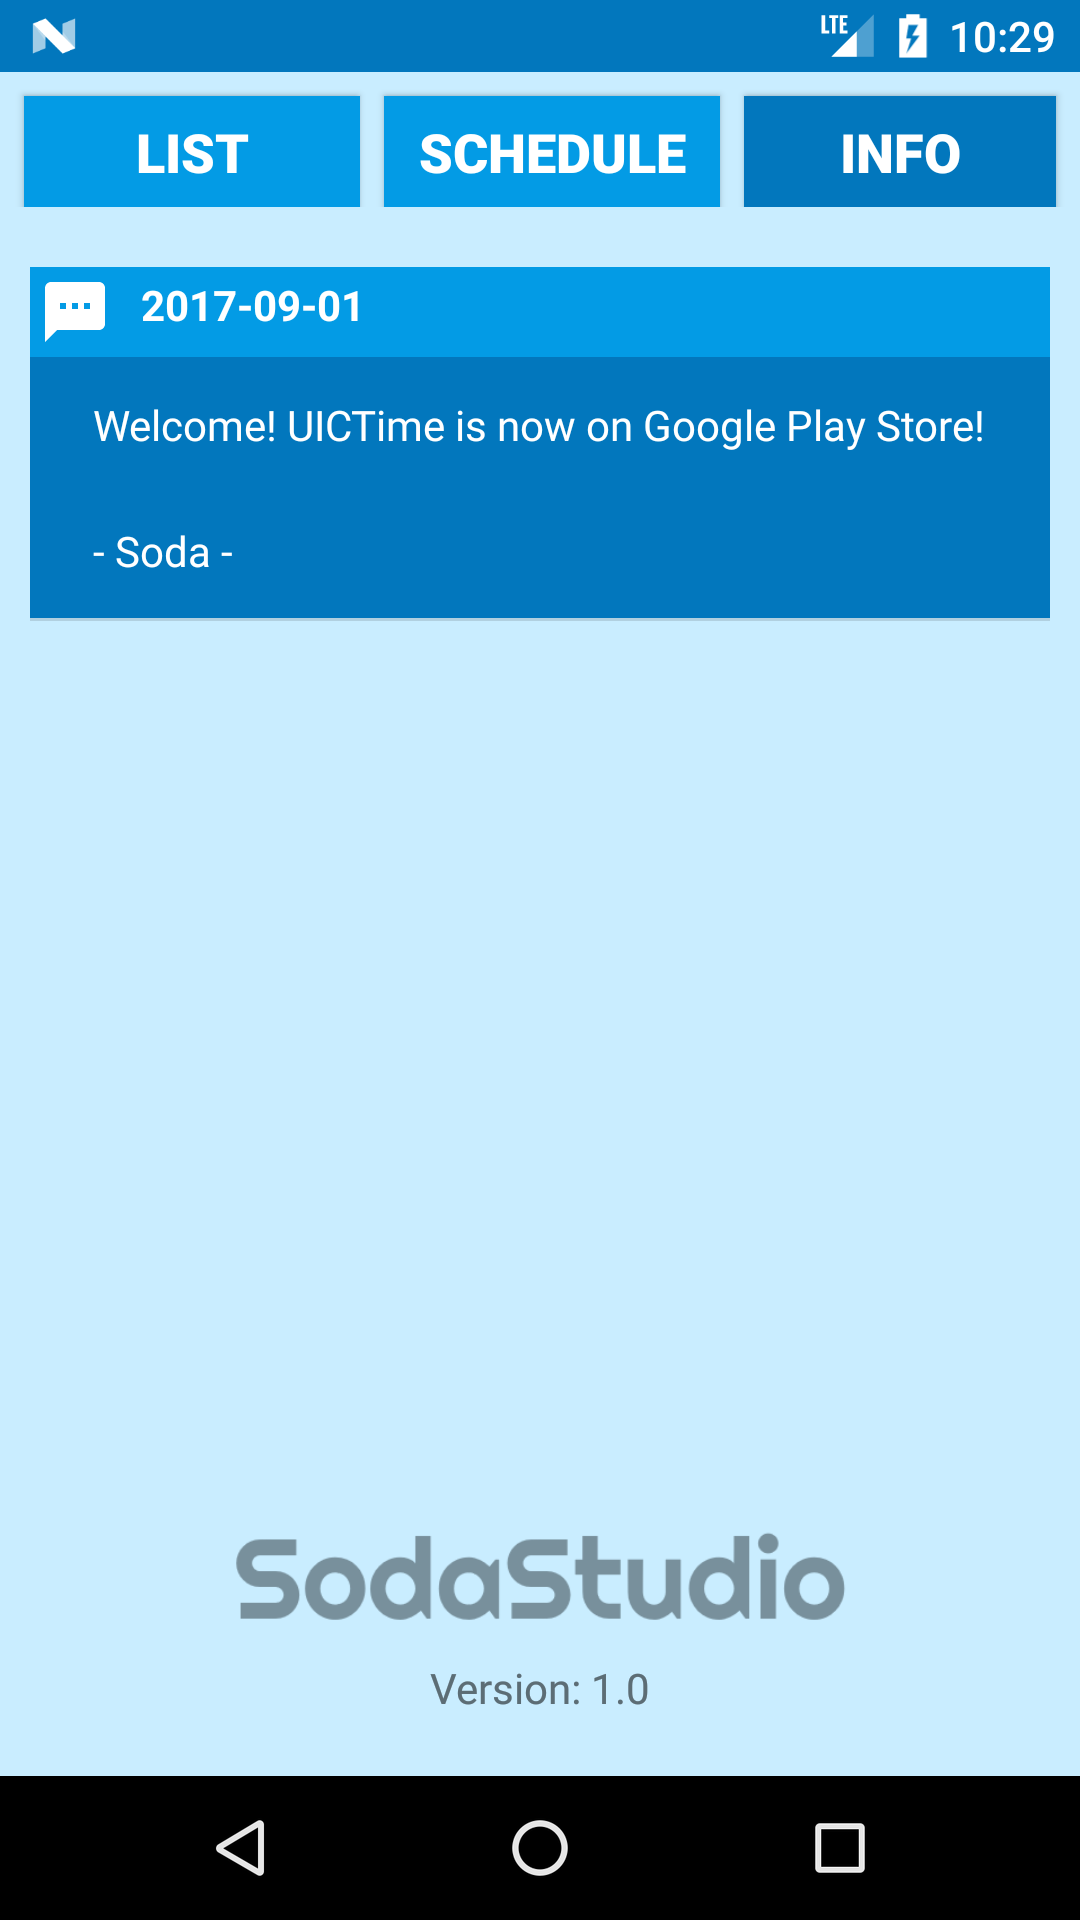 LTE 10:29
LIST SCHEDULE INFO
2017-09-01
Welcome! UICTime is now on Google Play Store!
- Soda -
SodaStudio
Version: 1.0